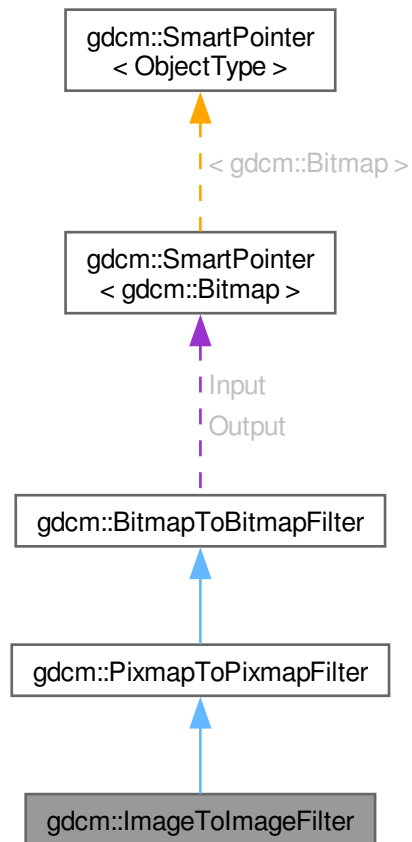 gdcm::SmartPointer
< ObjectType >
< gdcm::Bitmap >
gdcm::SmartPointer
< gdcm::Bitmap >
Input
Output
gdcm::BitmapToBitmapFilter
gdcm::PixmapToPixmapFilter
gdcm::ImageToImageFilter